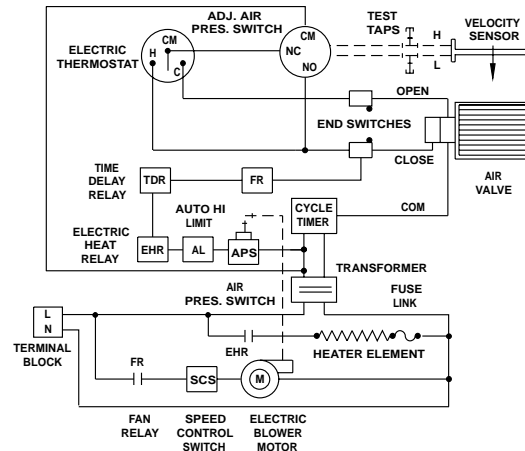 ADJ. AIR
PRES. SWITCH
TEST
TAPS
VELOCITY
SENSOR
ELECTRIC
THERMOSTAT
H
CM
C
CM
NC
NO
H
L
OPEN
END SWITCHES
CLOSE
AIR
VALVE
TIME
DELAY
RELAY
TDR
FR
CYCLE
TIMER
COM
AUTO HI
LIMIT
ELECTRIC
HEAT
RELAY
EHR
AL
APS
TRANSFORMER
AIR
PRES. SWITCH
FUSE
LINK
L
N
TERMINAL
BLOCK
EHR
HEATER ELEMENT
FR
SCS
M
FAN
RELAY
SPEED
CONTROL
SWITCH
ELECTRIC
BLOWER
MOTOR